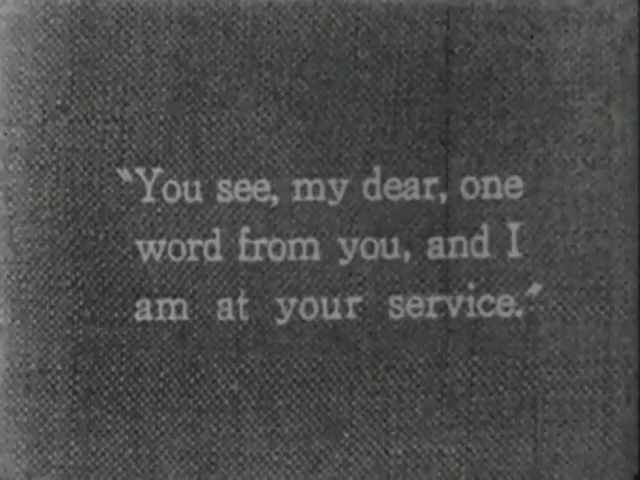 "You see, my dear, one
word from you, and I
am at your service."